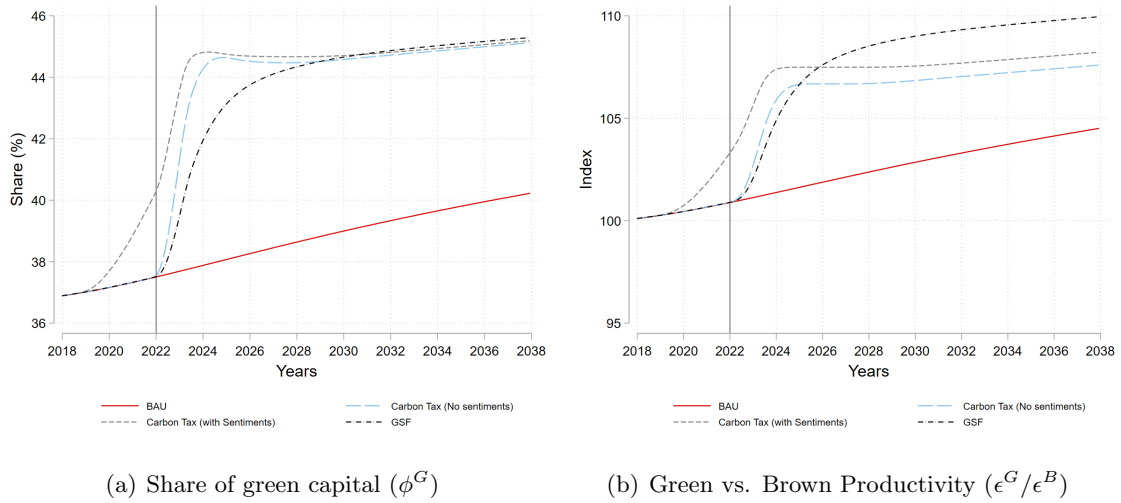 46
44
42
40
38
36
Share (%)
2018 2020 2022 2024 2026 2028 2030 2032 2034 2036 2038
Years
BAU
Carbon Tax (No sentiments)
Carbon Tax (with Sentiments)
GSF
(a) Share of green capital (ϕ^G)
110
105
100
95
Index
2018 2020 2022 2024 2026 2028 2030 2032 2034 2036 2038
Years
BAU
Carbon Tax (No sentiments)
Carbon Tax (with Sentiments)
GSF
(b) Green vs. Brown Productivity (ϵ^G/ϵ^B)